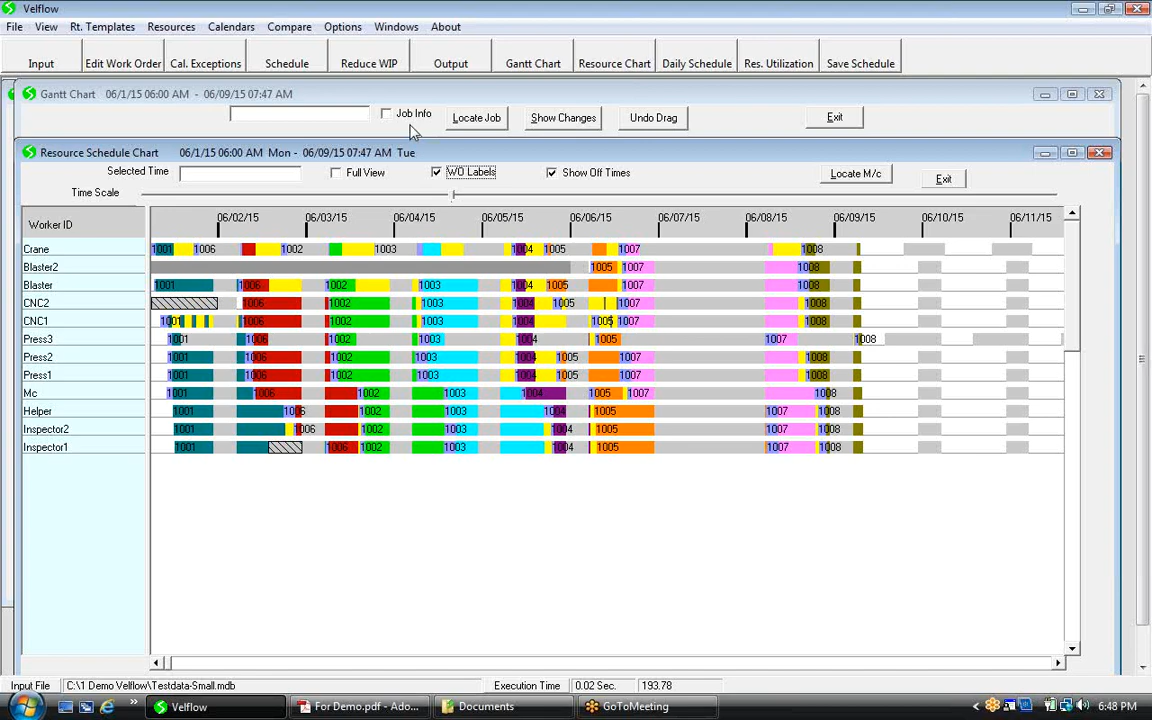 Velflow
File View Rt. Templates Resources Calendars Compare Options Windows About
Input Edit Work Order Cal. Exceptions Schedule Reduce WIP Output Gantt Chart Resource Chart Daily Schedule Res. Utilization Save Schedule
Gantt Chart 06/1/15 06:00 AM - 06/09/15 07:47 AM
Job Info Locate Job Show Changes Undo Drag Exit
Resource Schedule Chart 06/1/15 06:00 AM Mon - 06/09/15 07:47 AM Tue
Selected Time Full View WO Labels Show Off Times Locate M/c Exit
Time Scale
Worker ID 06/02/15 06/03/15 06/04/15 06/05/15 06/06/15 06/07/15 06/08/15 06/09/15 06/10/15 06/11/15
Crane 1001 1006 1002 1003 1004 1005 1007 1008
Blaster2 1005 1007
Blaster 1001 1006 1002 1003 1004 1005 1007 1008
CNC2 1006 1002 1003 1004 1005 1007 1008
CNC1 1001 1006 1002 1003 1004 1005 1007 1008
Press3 1001 1006 1002 1003 1004 1005 1007 1008
Press2 1001 1006 1002 1003 1004 1005 1007 1008
Press1 1001 1006 1002 1003 1004 1005 1007 1008
Mc 1001 1006 1002 1003 1004 1005 1007 1008
Helper 1001 1006 1002 1003 1004 1005 1007 1008
Inspector2 1001 1006 1002 1003 1004 1005 1007 1008
Inspector1 1001 1006 1002 1003 1004 1005 1007 1008
Input File C:\1 Demo Velflow\Testdata-Small.mdb Execution Time 0.02 Sec. 193.78
Velflow For Demo.pdf - Ado... Documents GoToMeeting 6:48 PM